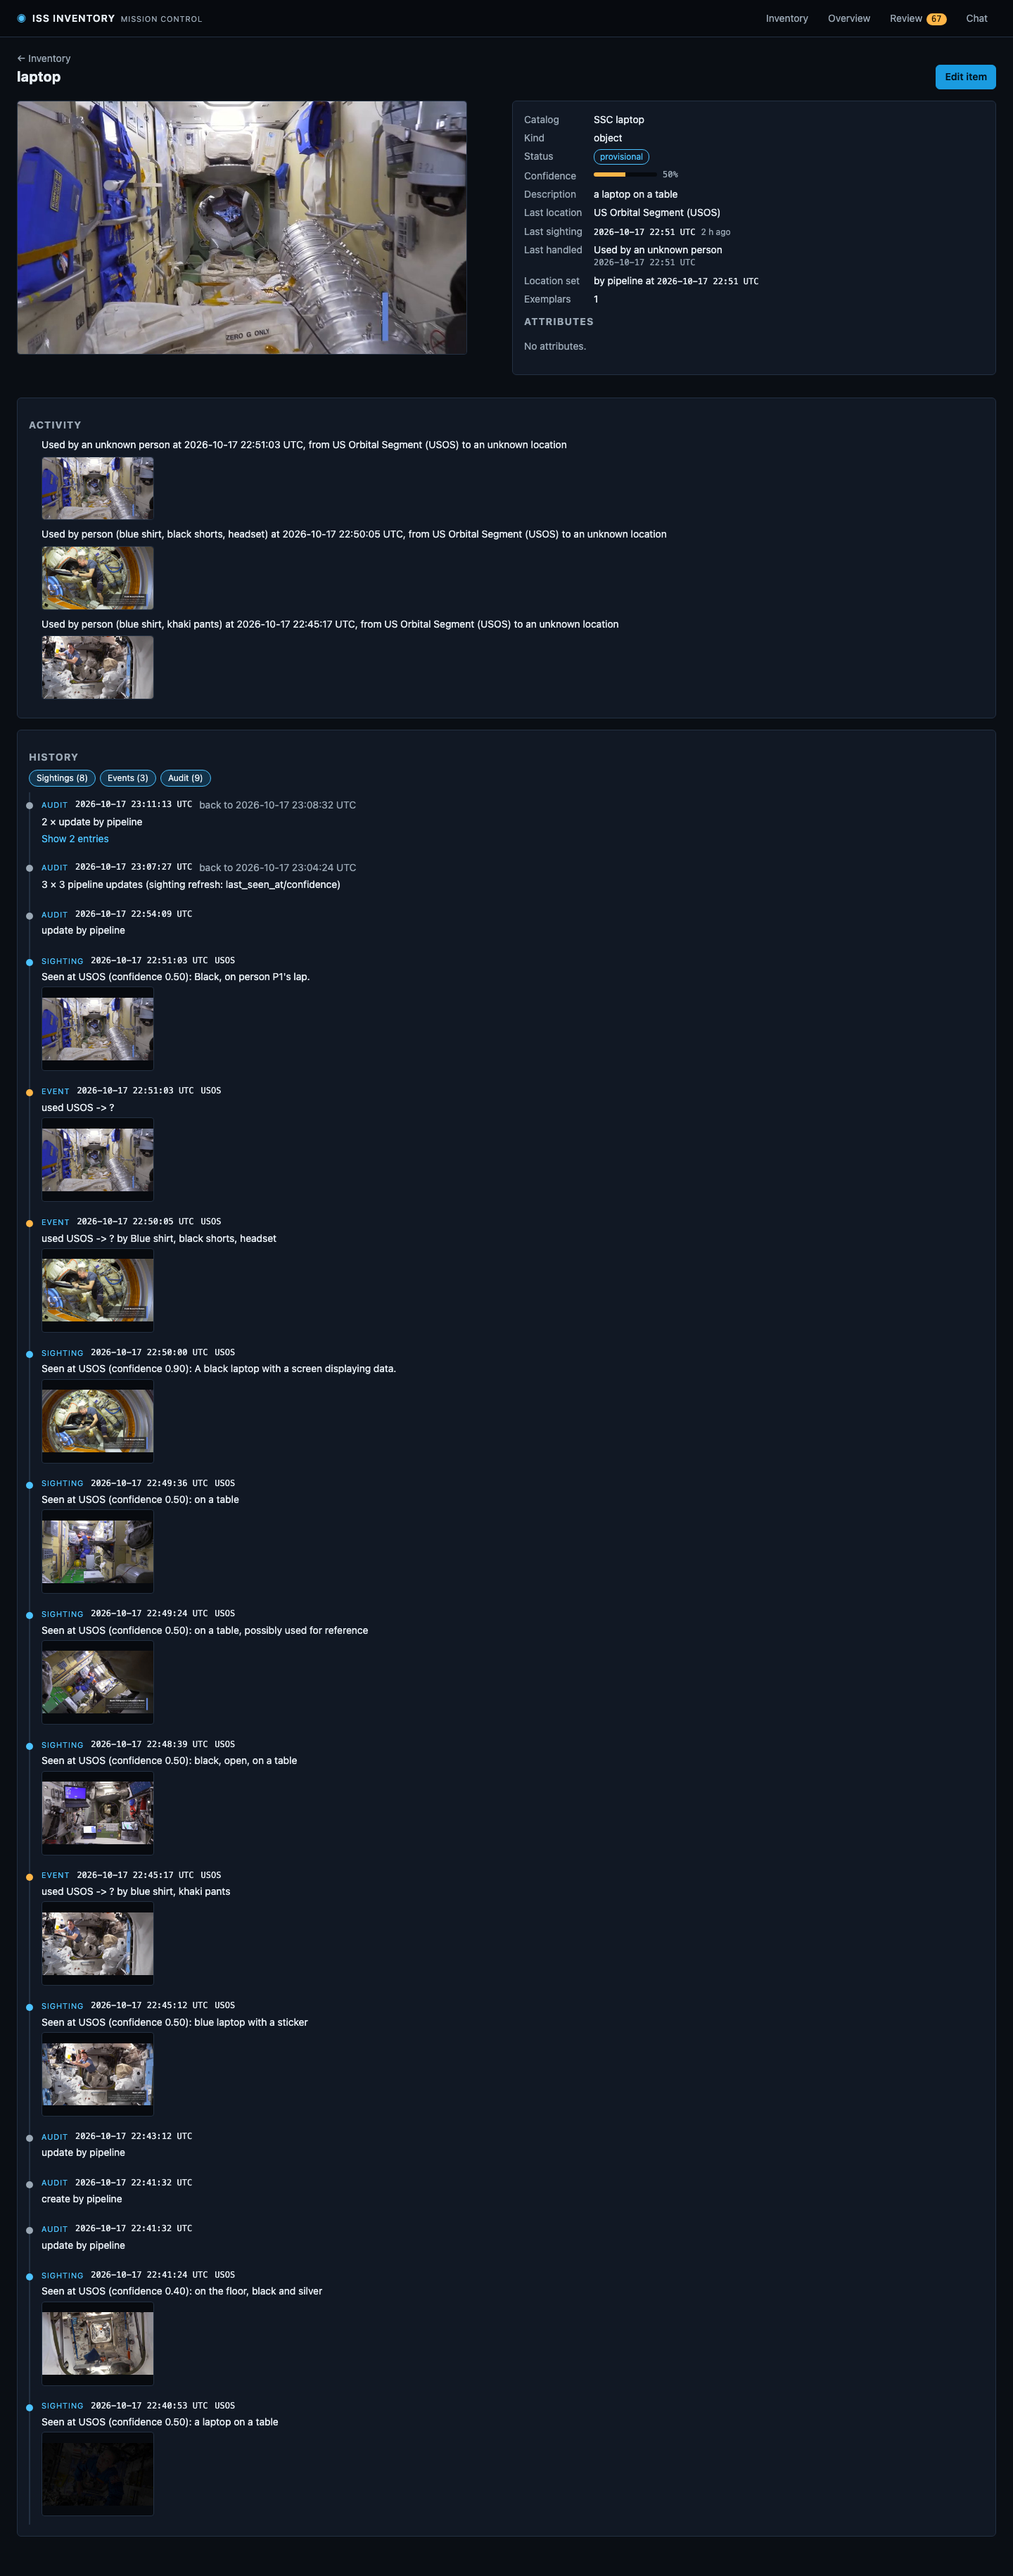 ISS INVENTORY MISSION CONTROL
Inventory Overview Review 67 Chat
← Inventory
laptop
Edit item
ZERO G ONLY
Catalog SSC laptop
Kind object
Status provisional
Confidence 50%
Description a laptop on a table
Last location US Orbital Segment (USOS)
Last sighting 2026-10-17 22:51 UTC 2 h ago
Last handled Used by an unknown person
2026-10-17 22:51 UTC
Location set by pipeline at 2026-10-17 22:51 UTC
Exemplars 1
ATTRIBUTES
No attributes.
ACTIVITY
Used by an unknown person at 2026-10-17 22:51:03 UTC, from US Orbital Segment (USOS) to an unknown location
Used by person (blue shirt, black shorts, headset) at 2026-10-17 22:50:05 UTC, from US Orbital Segment (USOS) to an unknown location
Used by person (blue shirt, khaki pants) at 2026-10-17 22:45:17 UTC, from US Orbital Segment (USOS) to an unknown location
HISTORY
Sightings (8) Events (3) Audit (9)
AUDIT 2026-10-17 23:11:13 UTC back to 2026-10-17 23:08:32 UTC
2 × update by pipeline
Show 2 entries
AUDIT 2026-10-17 23:07:27 UTC back to 2026-10-17 23:04:24 UTC
3 × 3 pipeline updates (sighting refresh: last_seen_at/confidence)
AUDIT 2026-10-17 22:54:09 UTC
update by pipeline
SIGHTING 2026-10-17 22:51:03 UTC USOS
Seen at USOS (confidence 0.50): Black, on person P1's lap.
EVENT 2026-10-17 22:51:03 UTC USOS
used USOS -> ?
EVENT 2026-10-17 22:50:05 UTC USOS
used USOS -> ? by Blue shirt, black shorts, headset
SIGHTING 2026-10-17 22:50:00 UTC USOS
Seen at USOS (confidence 0.90): A black laptop with a screen displaying data.
SIGHTING 2026-10-17 22:49:36 UTC USOS
Seen at USOS (confidence 0.50): on a table
SIGHTING 2026-10-17 22:49:24 UTC USOS
Seen at USOS (confidence 0.50): on a table, possibly used for reference
SIGHTING 2026-10-17 22:48:39 UTC USOS
Seen at USOS (confidence 0.50): black, open, on a table
EVENT 2026-10-17 22:45:17 UTC USOS
used USOS -> ? by blue shirt, khaki pants
SIGHTING 2026-10-17 22:45:12 UTC USOS
Seen at USOS (confidence 0.50): blue laptop with a sticker
AUDIT 2026-10-17 22:43:12 UTC
update by pipeline
AUDIT 2026-10-17 22:41:32 UTC
create by pipeline
AUDIT 2026-10-17 22:41:32 UTC
update by pipeline
SIGHTING 2026-10-17 22:41:24 UTC USOS
Seen at USOS (confidence 0.40): on the floor, black and silver
SIGHTING 2026-10-17 22:40:53 UTC USOS
Seen at USOS (confidence 0.50): a laptop on a table